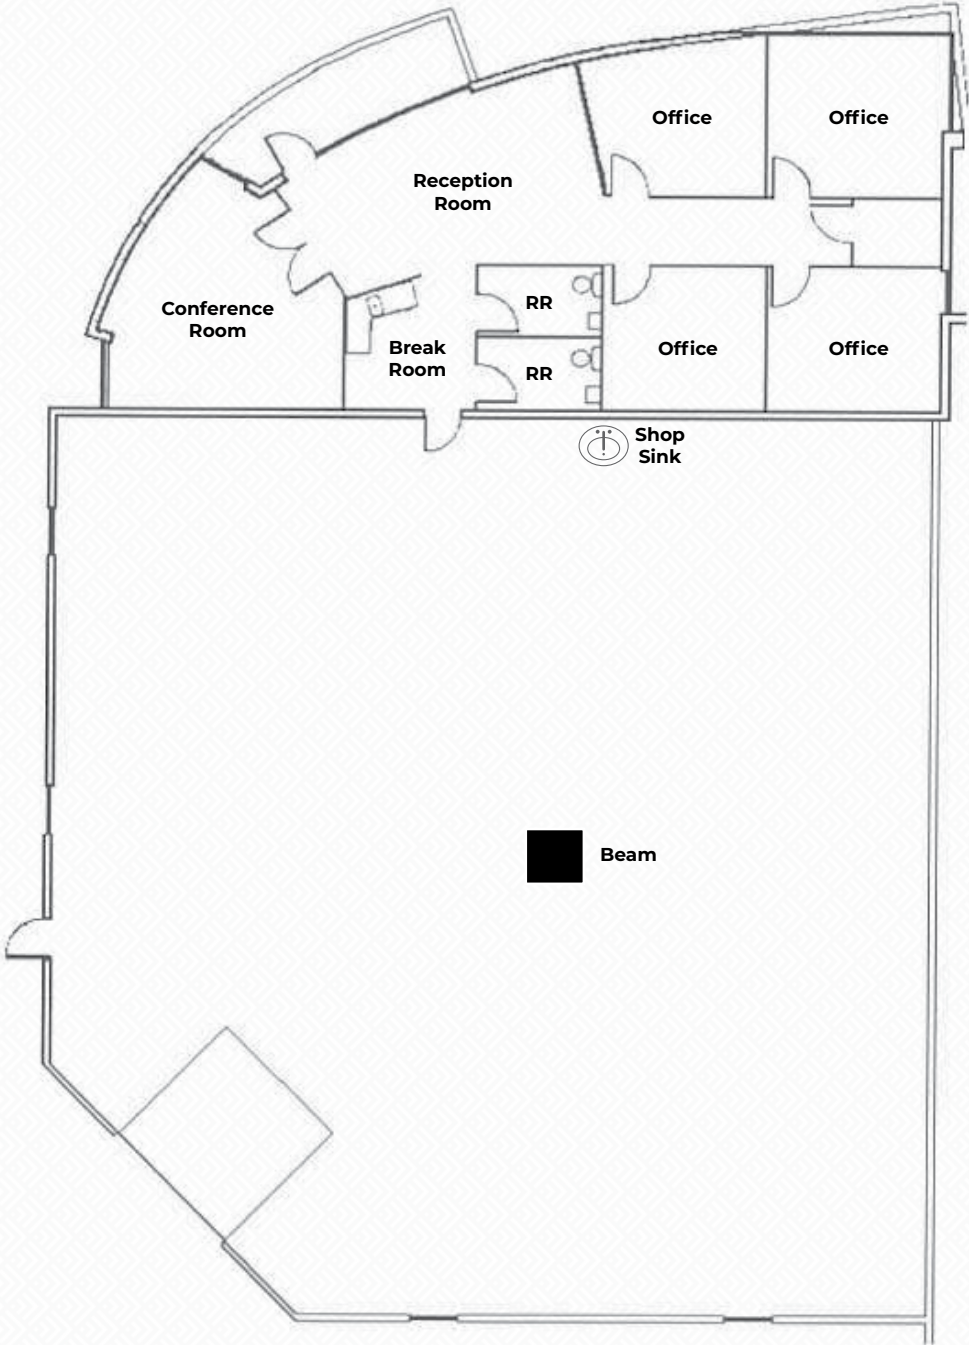 Office
Office
Reception
Room
Conference
Room
RR
Break
Room
RR
Office
Office
Shop
Sink
Beam